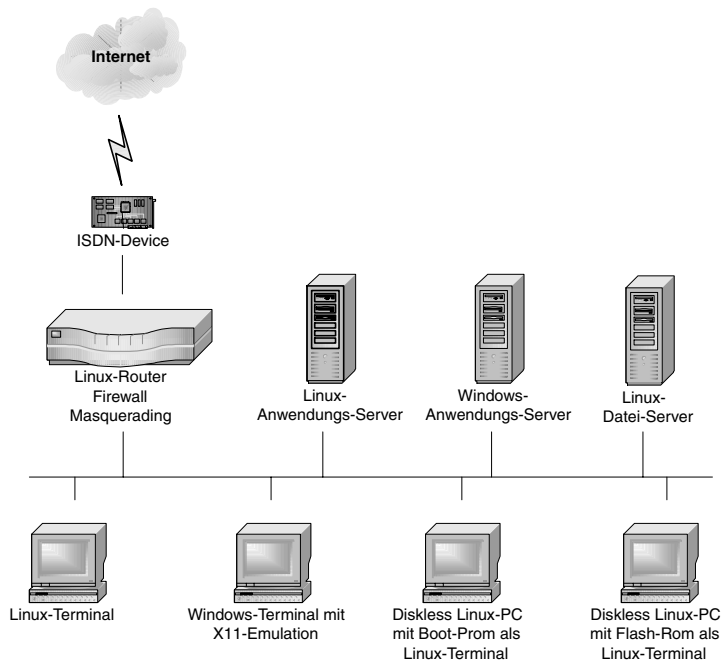 Internet
ISDN-Device
Linux-Router
Firewall
Masquerading
Linux-
Anwendungs-Server
Windows-
Anwendungs-Server
Linux-
Datei-Server
Linux-Terminal
Windows-Terminal mit
X11-Emulation
Diskless Linux-PC
mit Boot-Prom als
Linux-Terminal
Diskless Linux-PC
mit Flash-Rom als
Linux-Terminal